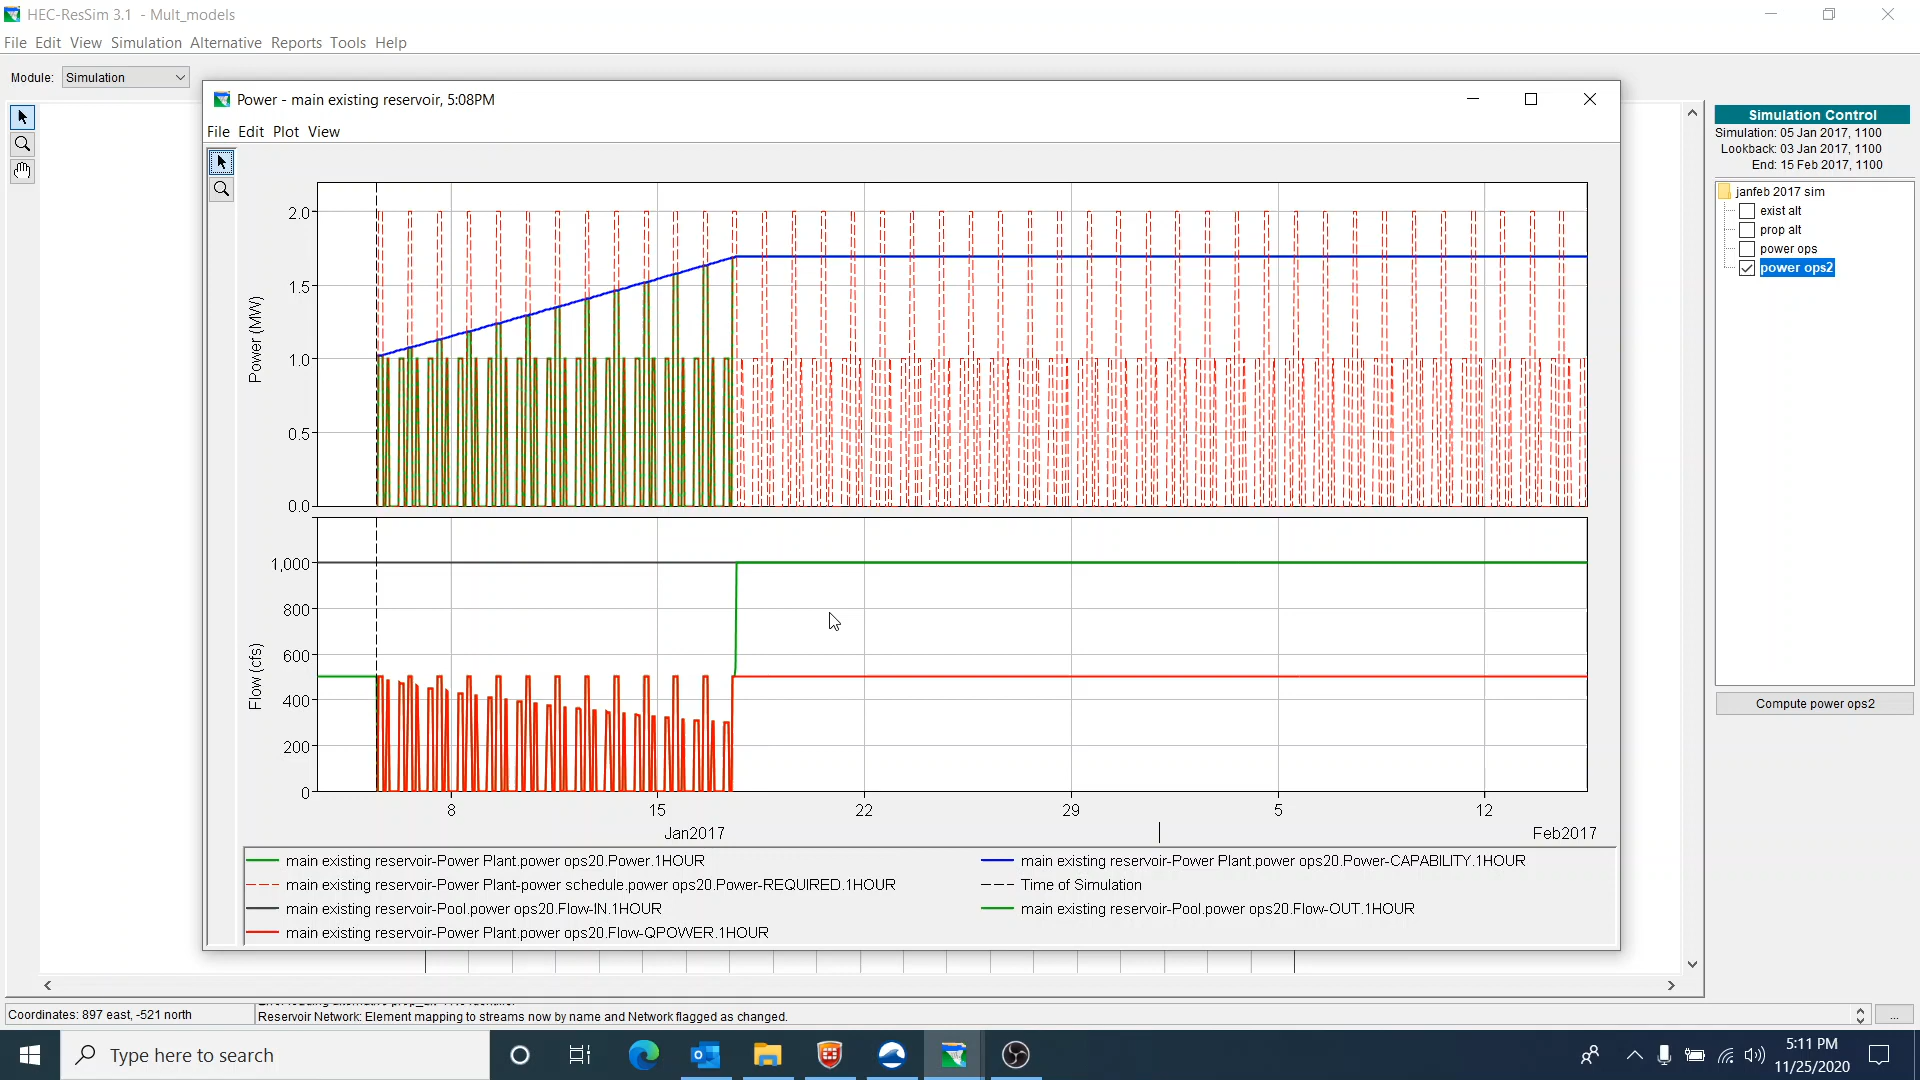 HEC-ResSim 3.1 - Mult_models
File Edit View Simulation Alternative Reports Tools Help
Module: Simulation
Power - main existing reservoir, 5:08PM
File Edit Plot View
2.0
1.5
1.0
0.5
0.0
Power (MW)
1,000
800
600
400
200
0
Flow (cfs)
8 15 22 29 5 12
Jan2017 Feb2017
main existing reservoir-Power Plant.power ops20.Power.1HOUR
main existing reservoir-Power Plant.power ops20.Power-CAPABILITY.1HOUR
main existing reservoir-Power Plant-power schedule.power ops20.Power-REQUIRED.1HOUR
Time of Simulation
main existing reservoir-Pool.power ops20.Flow-IN.1HOUR
main existing reservoir-Pool.power ops20.Flow-OUT.1HOUR
main existing reservoir-Power Plant.power ops20.Flow-QPOWER.1HOUR
Simulation Control
Simulation: 05 Jan 2017, 1100
Lookback: 03 Jan 2017, 1100
End: 15 Feb 2017, 1100
janfeb 2017 sim
exist alt
prop alt
power ops
power ops2
Compute power ops2
Coordinates: 897 east, -521 north
Reservoir Network: Element mapping to streams now by name and Network flagged as changed.
...
Type here to search
5:11 PM
11/25/2020